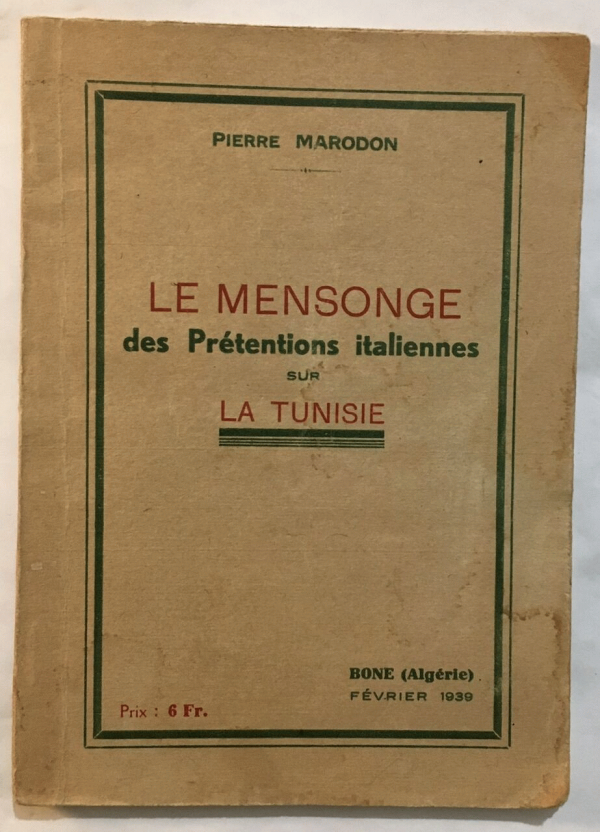 PIERRE MARODON
LE MENSONGE
des Prétentions italiennes
SUR
LA TUNISIE
BONE (Algérie)
FÉVRIER 1939
Prix : 6 Fr.